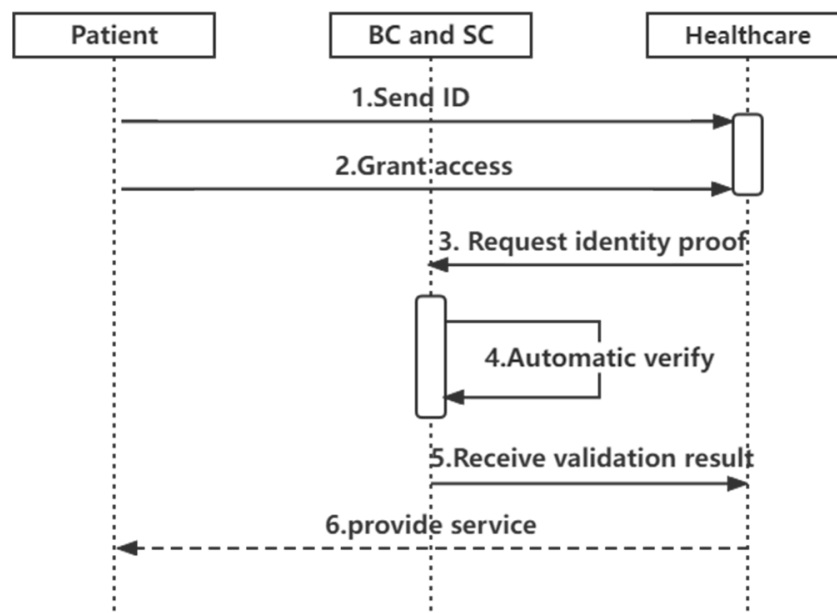 Patient
BC and SC
Healthcare
1.Send ID
2.Grant access
3. Request identity proof
4.Automatic verify
5.Receive validation result
6.provide service